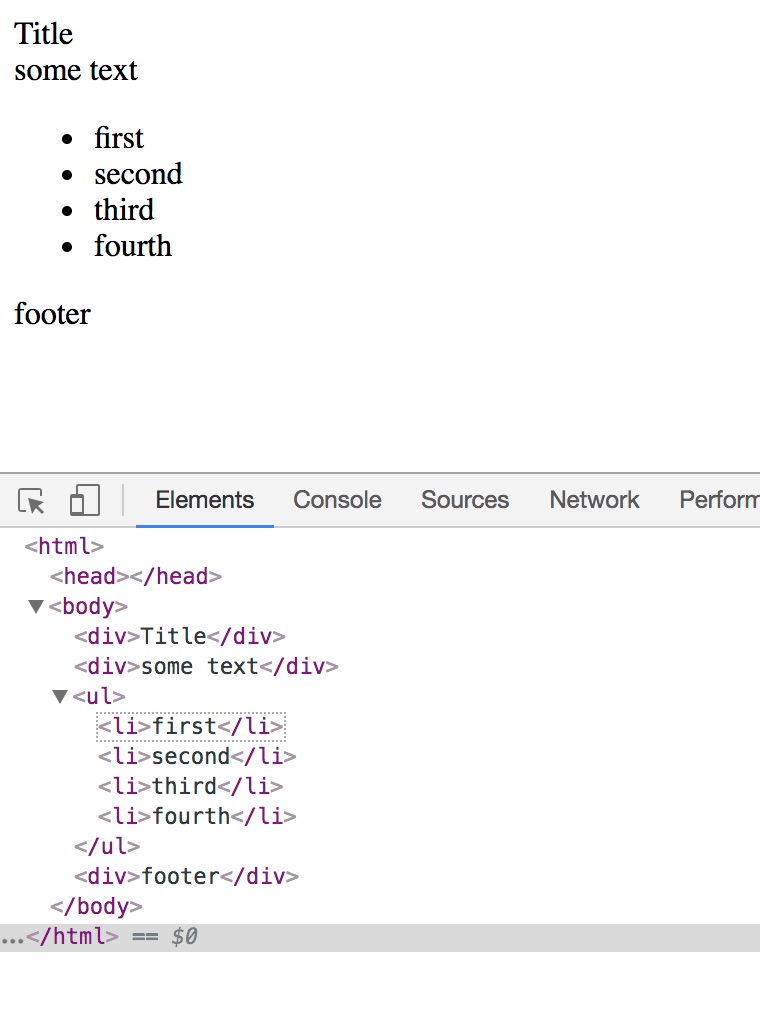 Title
some text
• first
• second
• third
• fourth
footer
Elements Console Sources Network
<html>
<head></head>
▼<body>
<div>Title</div>
<div>some text</div>
▼<ul>
<li>first</li>
<li>second</li>
<li>third</li>
<li>fourth</li>
</ul>
<div>footer</div>
</body>
…</html> == $0